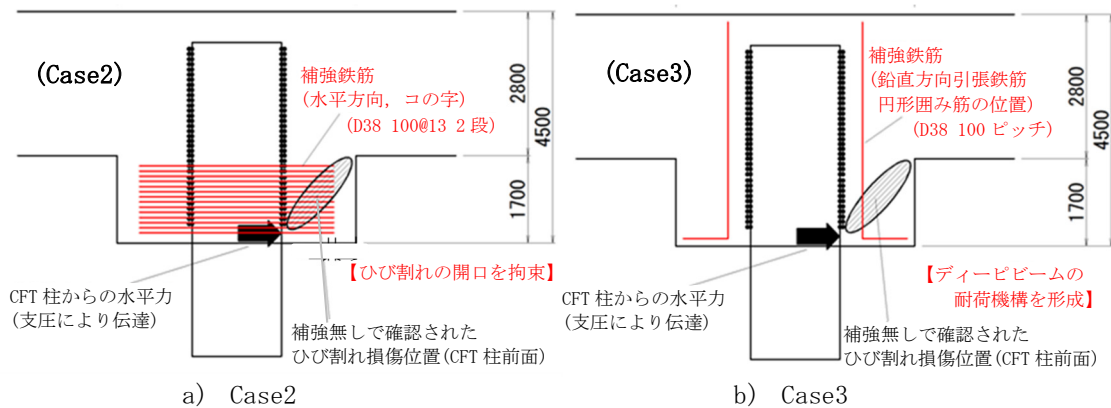 (Case2)
補強鉄筋
(水平方向，コの字)
(D38 100@13 2段)
2800
4500
1700
【ひび割れの開口を拘束】
CFT 柱からの水平力
(支圧により伝達)
補強無しで確認された
ひび割れ損傷位置(CFT 柱前面)
a) Case2
(Case3)
補強鉄筋
(鉛直方向引張鉄筋
円形囲み筋の位置)
(D38 100 ピッチ)
2800
4500
1700
【ディープビームの
耐荷機構を形成】
CFT 柱からの水平力
(支圧により伝達)
補強無しで確認された
ひび割れ損傷位置(CFT 柱前面)
b) Case3